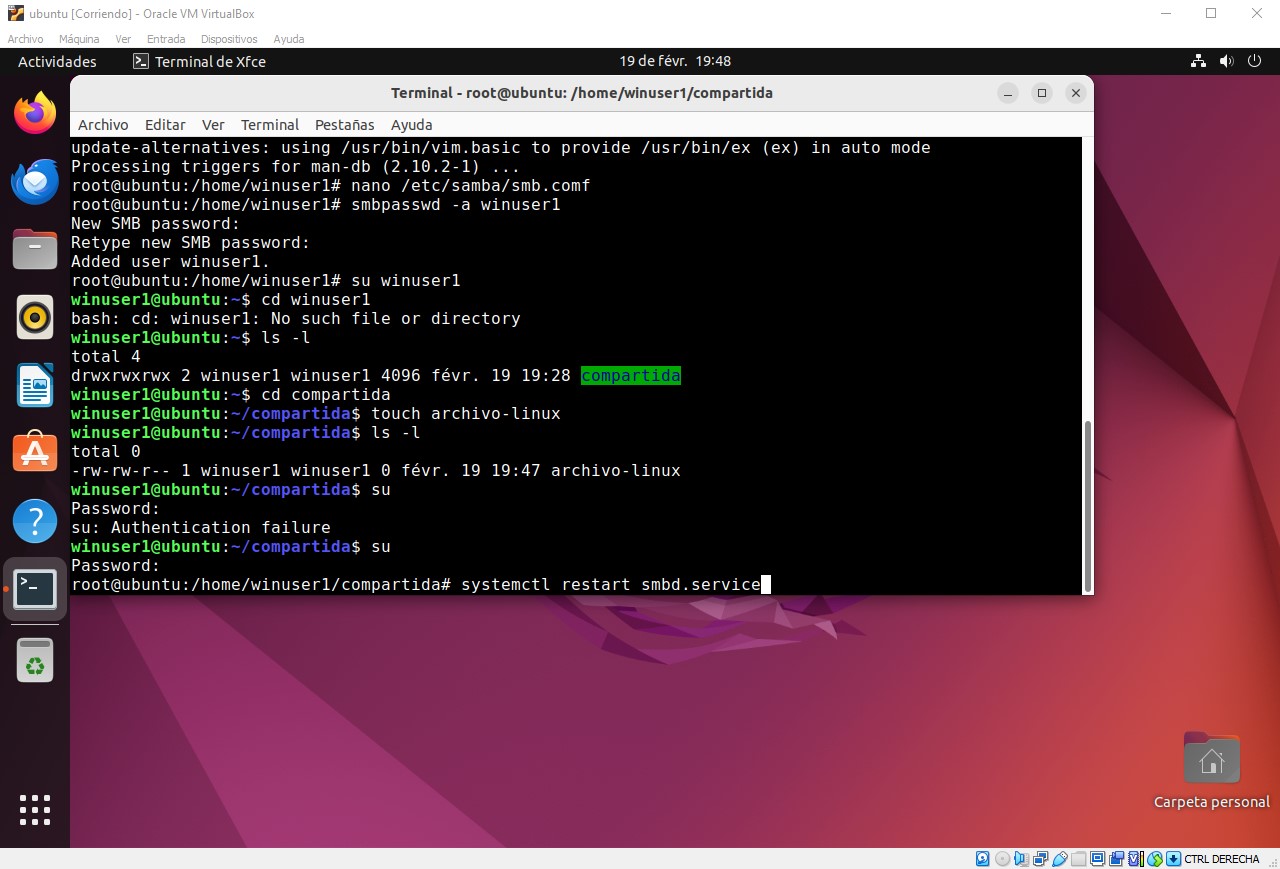 ubuntu [Corriendo] - Oracle VM VirtualBox
Archivo Máquina Ver Entrada Dispositivos Ayuda
Actividades Terminal de Xfce 19 de févr. 19:48
Terminal - root@ubuntu: /home/winuser1/compartida
Archivo Editar Ver Terminal Pestañas Ayuda
update-alternatives: using /usr/bin/vim.basic to provide /usr/bin/ex (ex) in auto mode
Processing triggers for man-db (2.10.2-1) ...
root@ubuntu:/home/winuser1# nano /etc/samba/smb.comf
root@ubuntu:/home/winuser1# smbpasswd -a winuser1
New SMB password:
Retype new SMB password:
Added user winuser1.
root@ubuntu:/home/winuser1# su winuser1
winuser1@ubuntu:~$ cd winuser1
bash: cd: winuser1: No such file or directory
winuser1@ubuntu:~$ ls -l
total 4
drwxrwxrwx 2 winuser1 winuser1 4096 févr. 19 19:28 compartida
winuser1@ubuntu:~$ cd compartida
winuser1@ubuntu:~/compartida$ touch archivo-linux
winuser1@ubuntu:~/compartida$ ls -l
total 0
-rw-rw-r-- 1 winuser1 winuser1 0 févr. 19 19:47 archivo-linux
winuser1@ubuntu:~/compartida$ su
Password:
su: Authentication failure
winuser1@ubuntu:~/compartida$ su
Password:
root@ubuntu:/home/winuser1/compartida# systemctl restart smbd.service
Carpeta personal
CTRL DERECHA